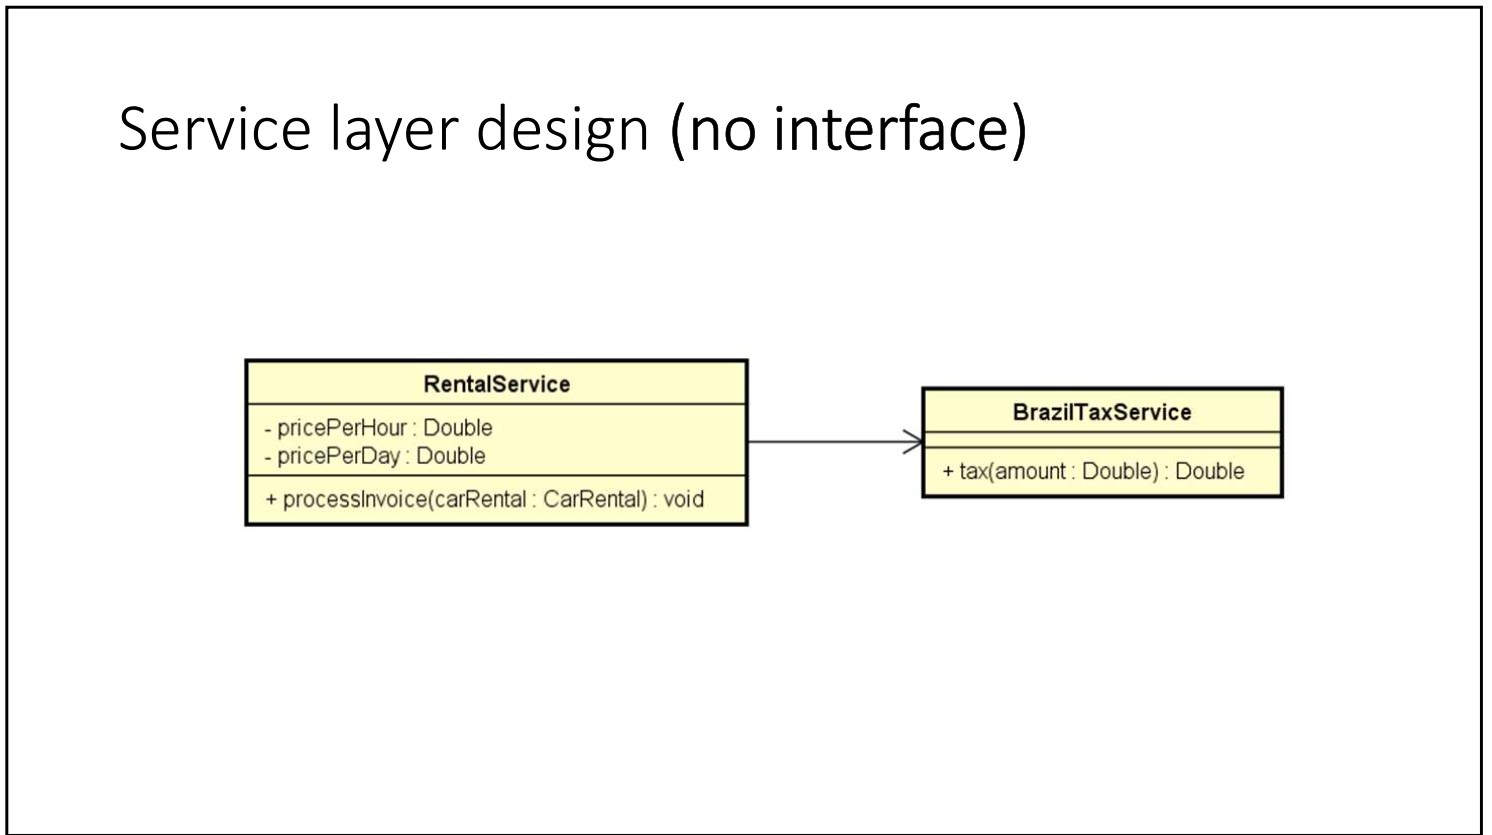 Service layer design (no interface)
RentalService
- pricePerHour : Double
- pricePerDay : Double
+ processInvoice(carRental : CarRental) : void
BrazilTaxService
+ tax(amount : Double) : Double